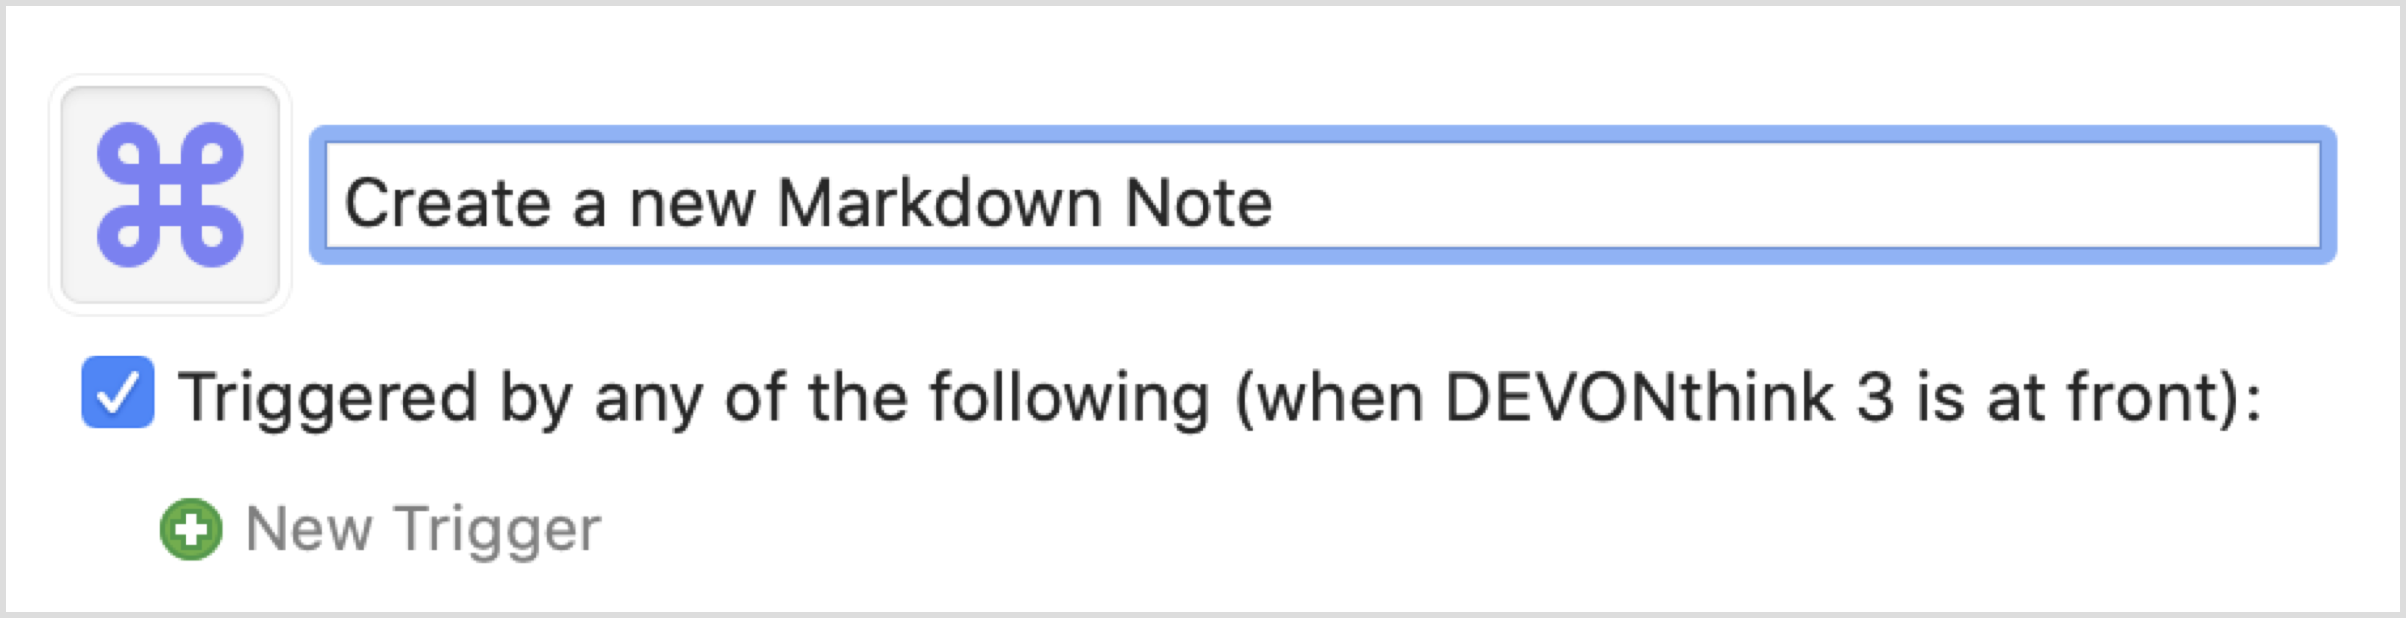 Create a new Markdown Note
Triggered by any of the following (when DEVONthink 3 is at front):
New Trigger